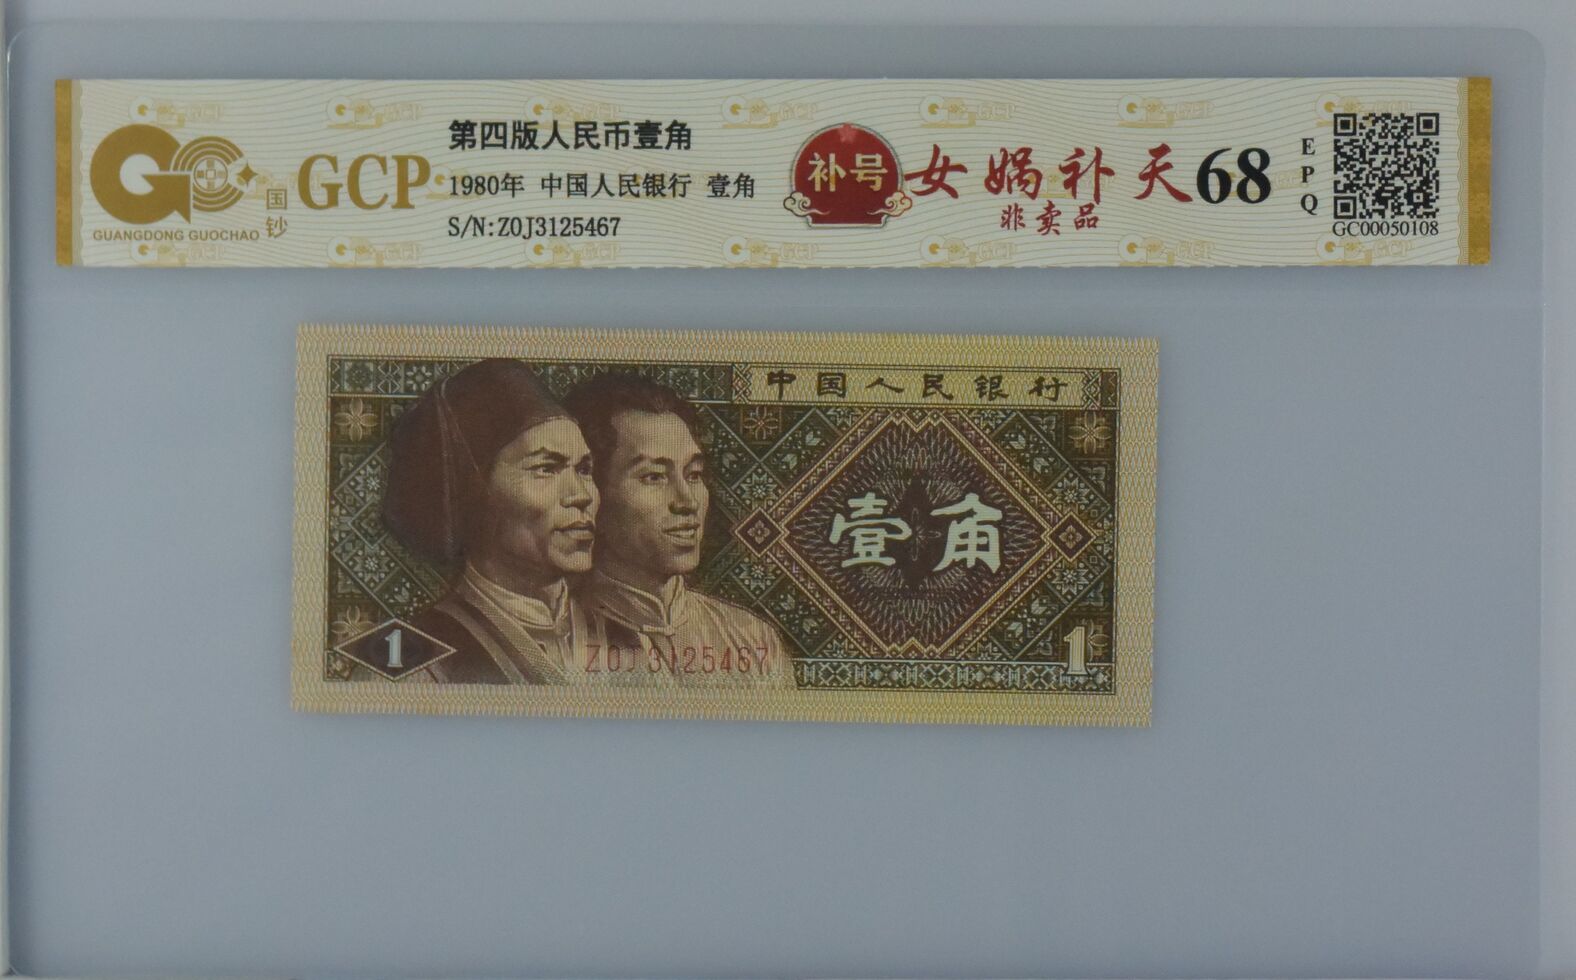 GCP
GUANGDONG GUOCHAO
国钞
第四版人民币壹角
1980年 中国人民银行 壹角
S/N:Z0J3125467
补号
女娲补天
非卖品
68
EPQ
GC00050108
中国人民银行
壹角
1
Z0J3125467
1